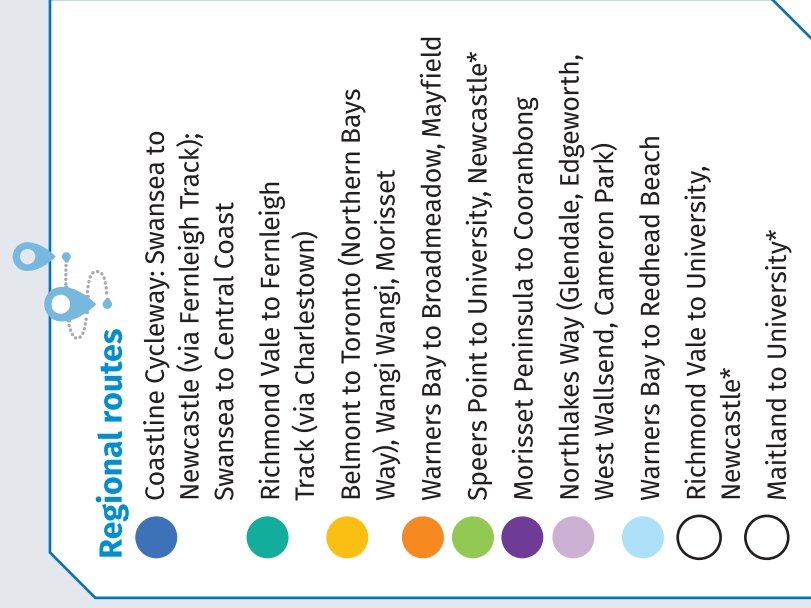 Regional routes
Coastline Cycleway: Swansea to
Newcastle (via Fernleigh Track);
Swansea to Central Coast
Richmond Vale to Fernleigh
Track (via Charlestown)
Belmont to Toronto (Northern Bays
Way), Wangi Wangi, Morisset
Warners Bay to Broadmeadow, Mayfield
Speers Point to University, Newcastle*
Morisset Peninsula to Cooranbong
Northlakes Way (Glendale, Edgeworth,
West Wallsend, Cameron Park)
Warners Bay to Redhead Beach
Richmond Vale to University,
Newcastle*
Maitland to University*